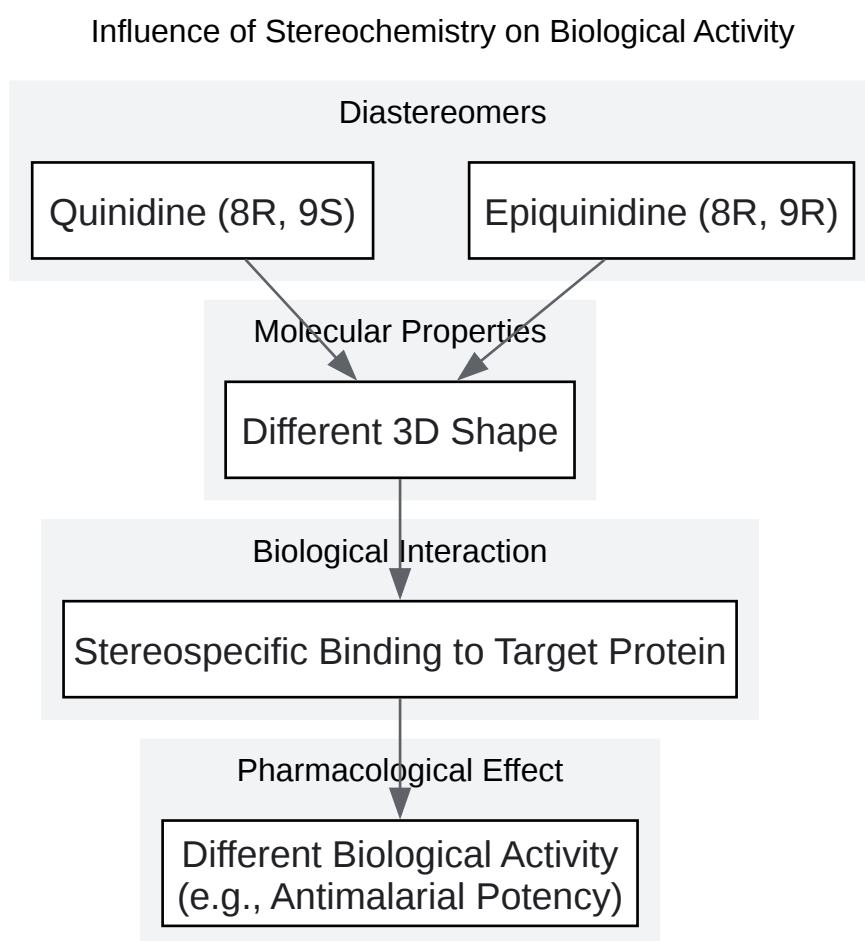 Influence of Stereochemistry on Biological Activity
Diastereomers
Quinidine (8R, 9S)
Epiquinidine (8R, 9R)
Molecular Properties
Different 3D Shape
Biological Interaction
Stereospecific Binding to Target Protein
Pharmacological Effect
Different Biological Activity
(e.g., Antimalarial Potency)